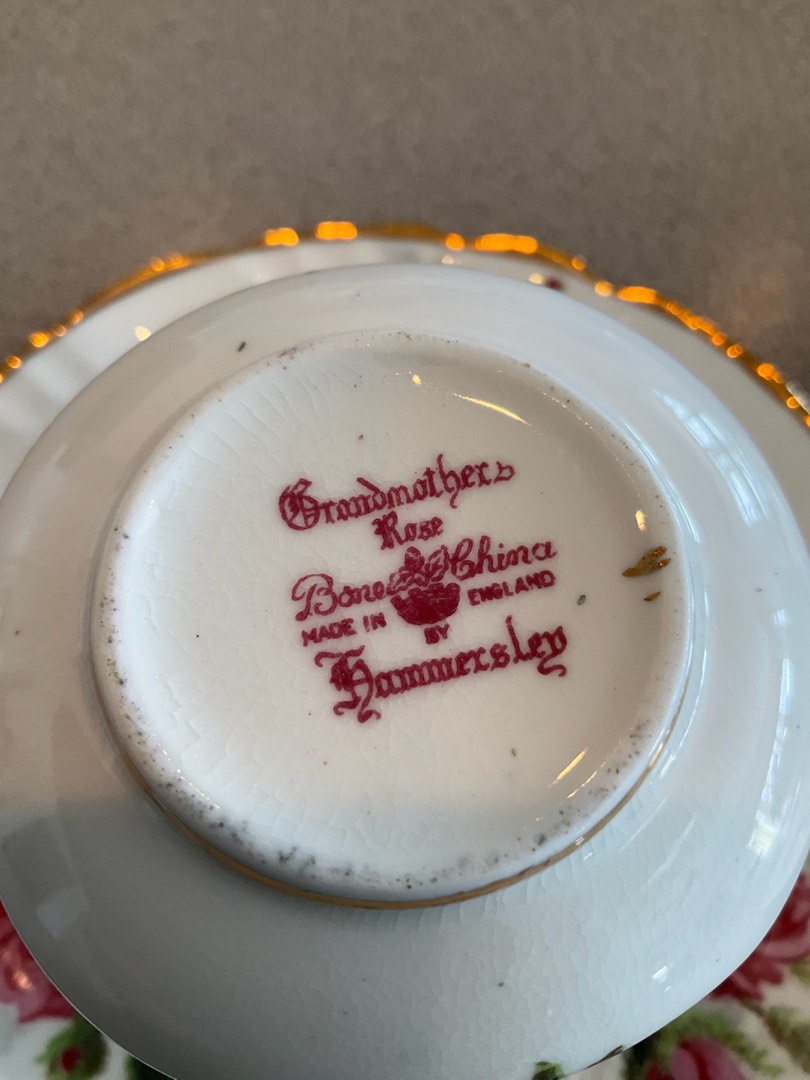 Grandmothers
Rose
Bone China
MADE IN ENGLAND
BY
Hammersley